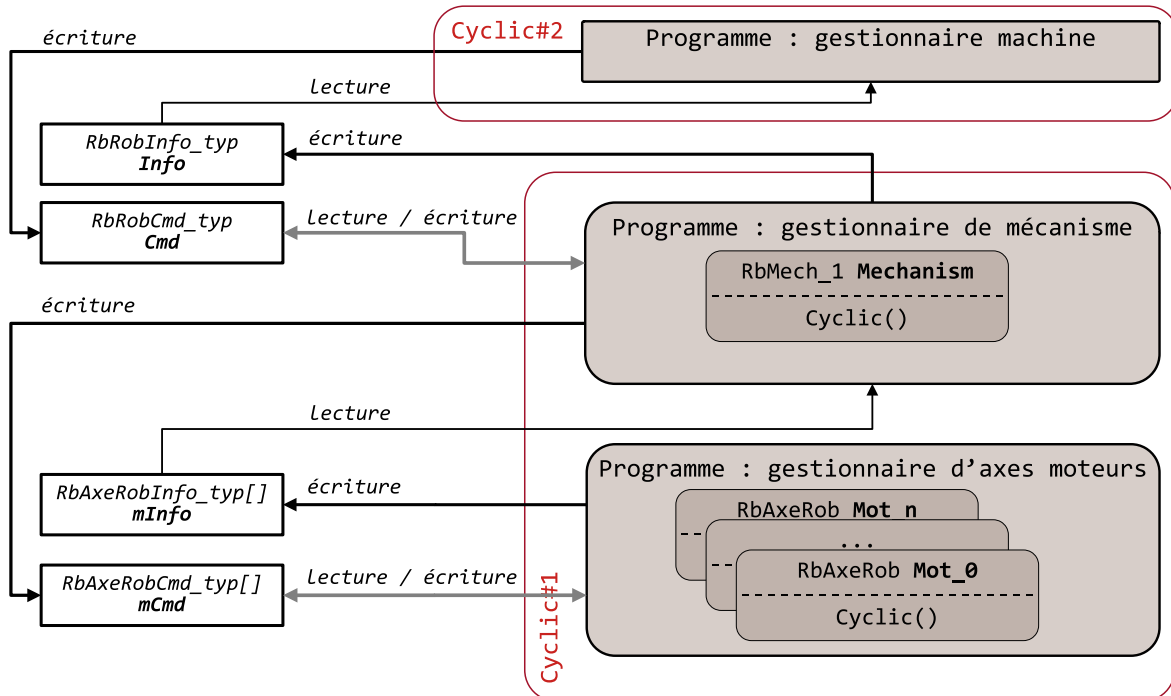 écriture
Cyclic#2
Programme : gestionnaire machine
lecture
RbRobInfo_typ
Info
écriture
RbRobCmd_typ
Cmd
Lecture / écriture
Programme : gestionnaire de mécanisme
RbMech_1 Mechanism
Cyclic()
écriture
lecture
RbAxeRobInfo_typ[]
mInfo
écriture
Programme : gestionnaire d’axes moteurs
RbAxeRob Mot_n
...
RbAxeRob Mot_0
Cyclic()
RbAxeRobCmd_typ[]
mCmd
Lecture / écriture
Cyclic#1